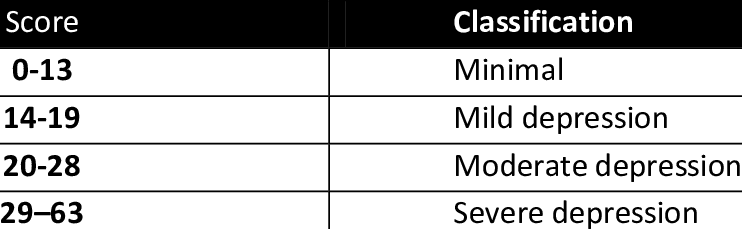 Score Classification
0-13 Minimal
14-19 Mild depression
20-28 Moderate depression
29–63 Severe depression